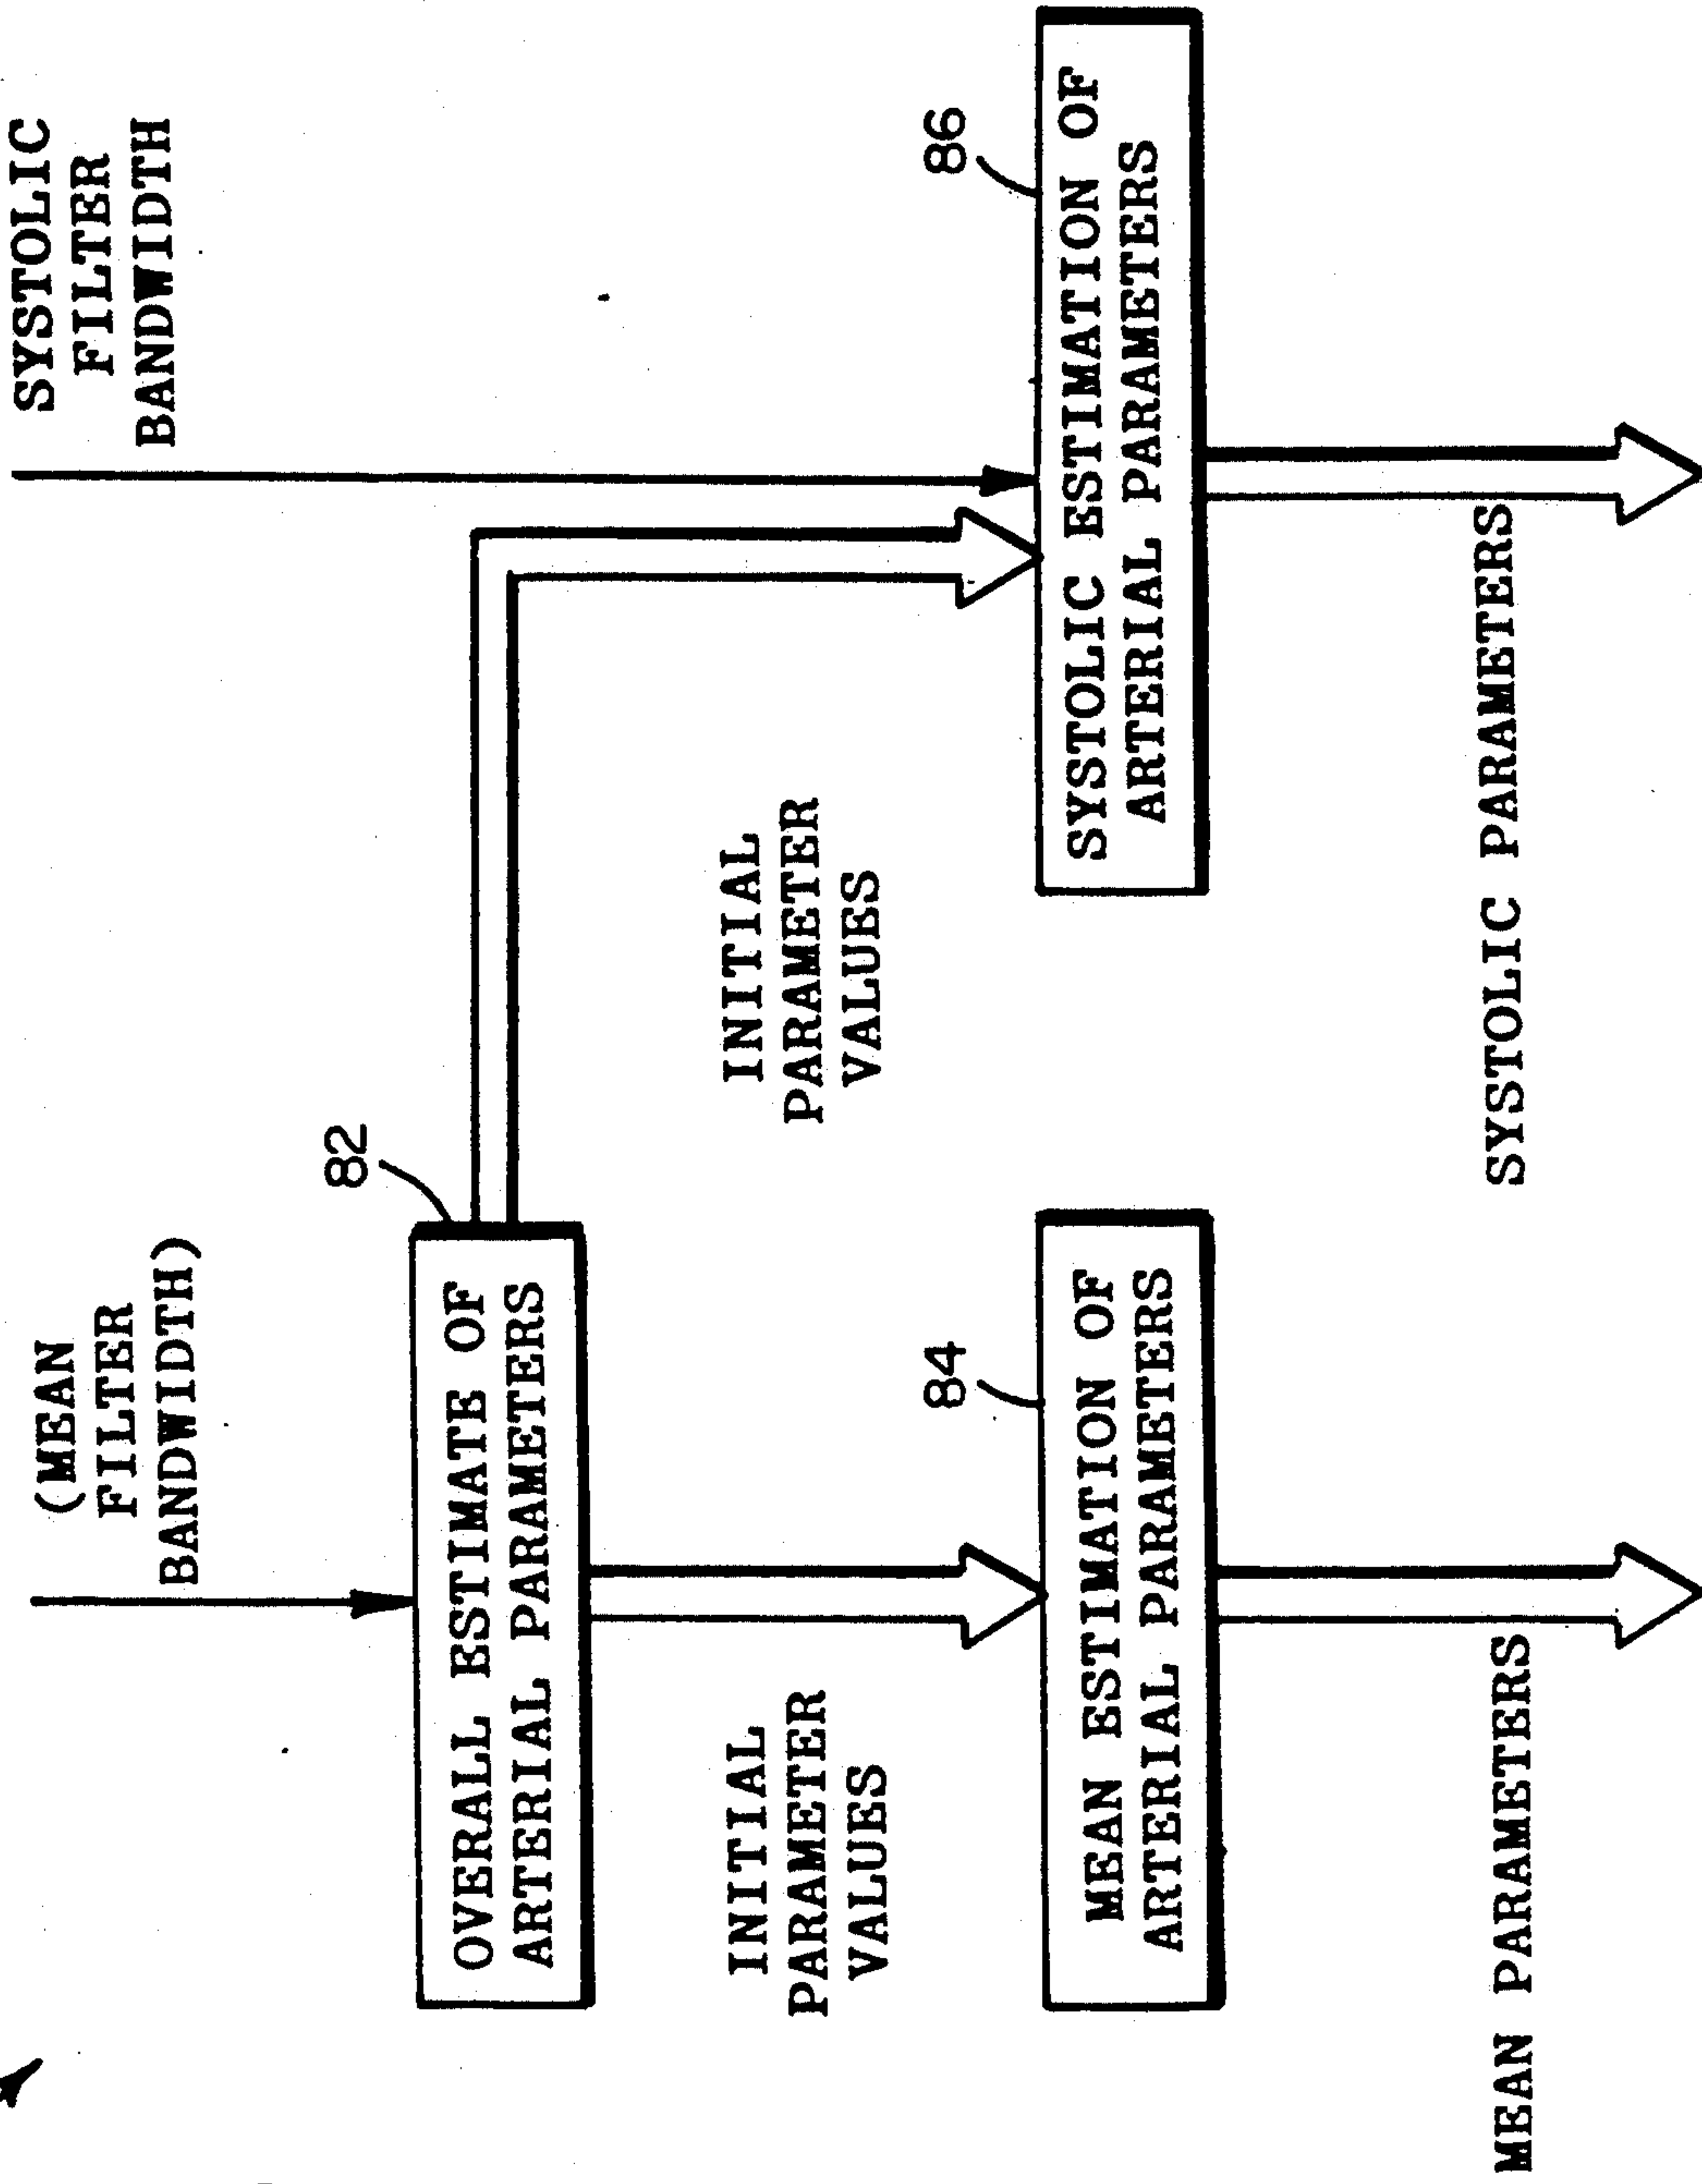 (MEAN
FILTER
BANDWIDTH)
SYSTOLIC
FILTER
BANDWIDTH
82
OVERALL ESTIMATE OF
ARTERIAL PARAMETERS
INITIAL
PARAMETER
VALUES
INITIAL
PARAMETER
VALUES
84
MEAN ESTIMATION OF
ARTERIAL PARAMETERS
86
SYSTOLIC ESTIMATION OF
ARTERIAL PARAMETERS
MEAN PARAMETERS
SYSTOLIC PARAMETERS